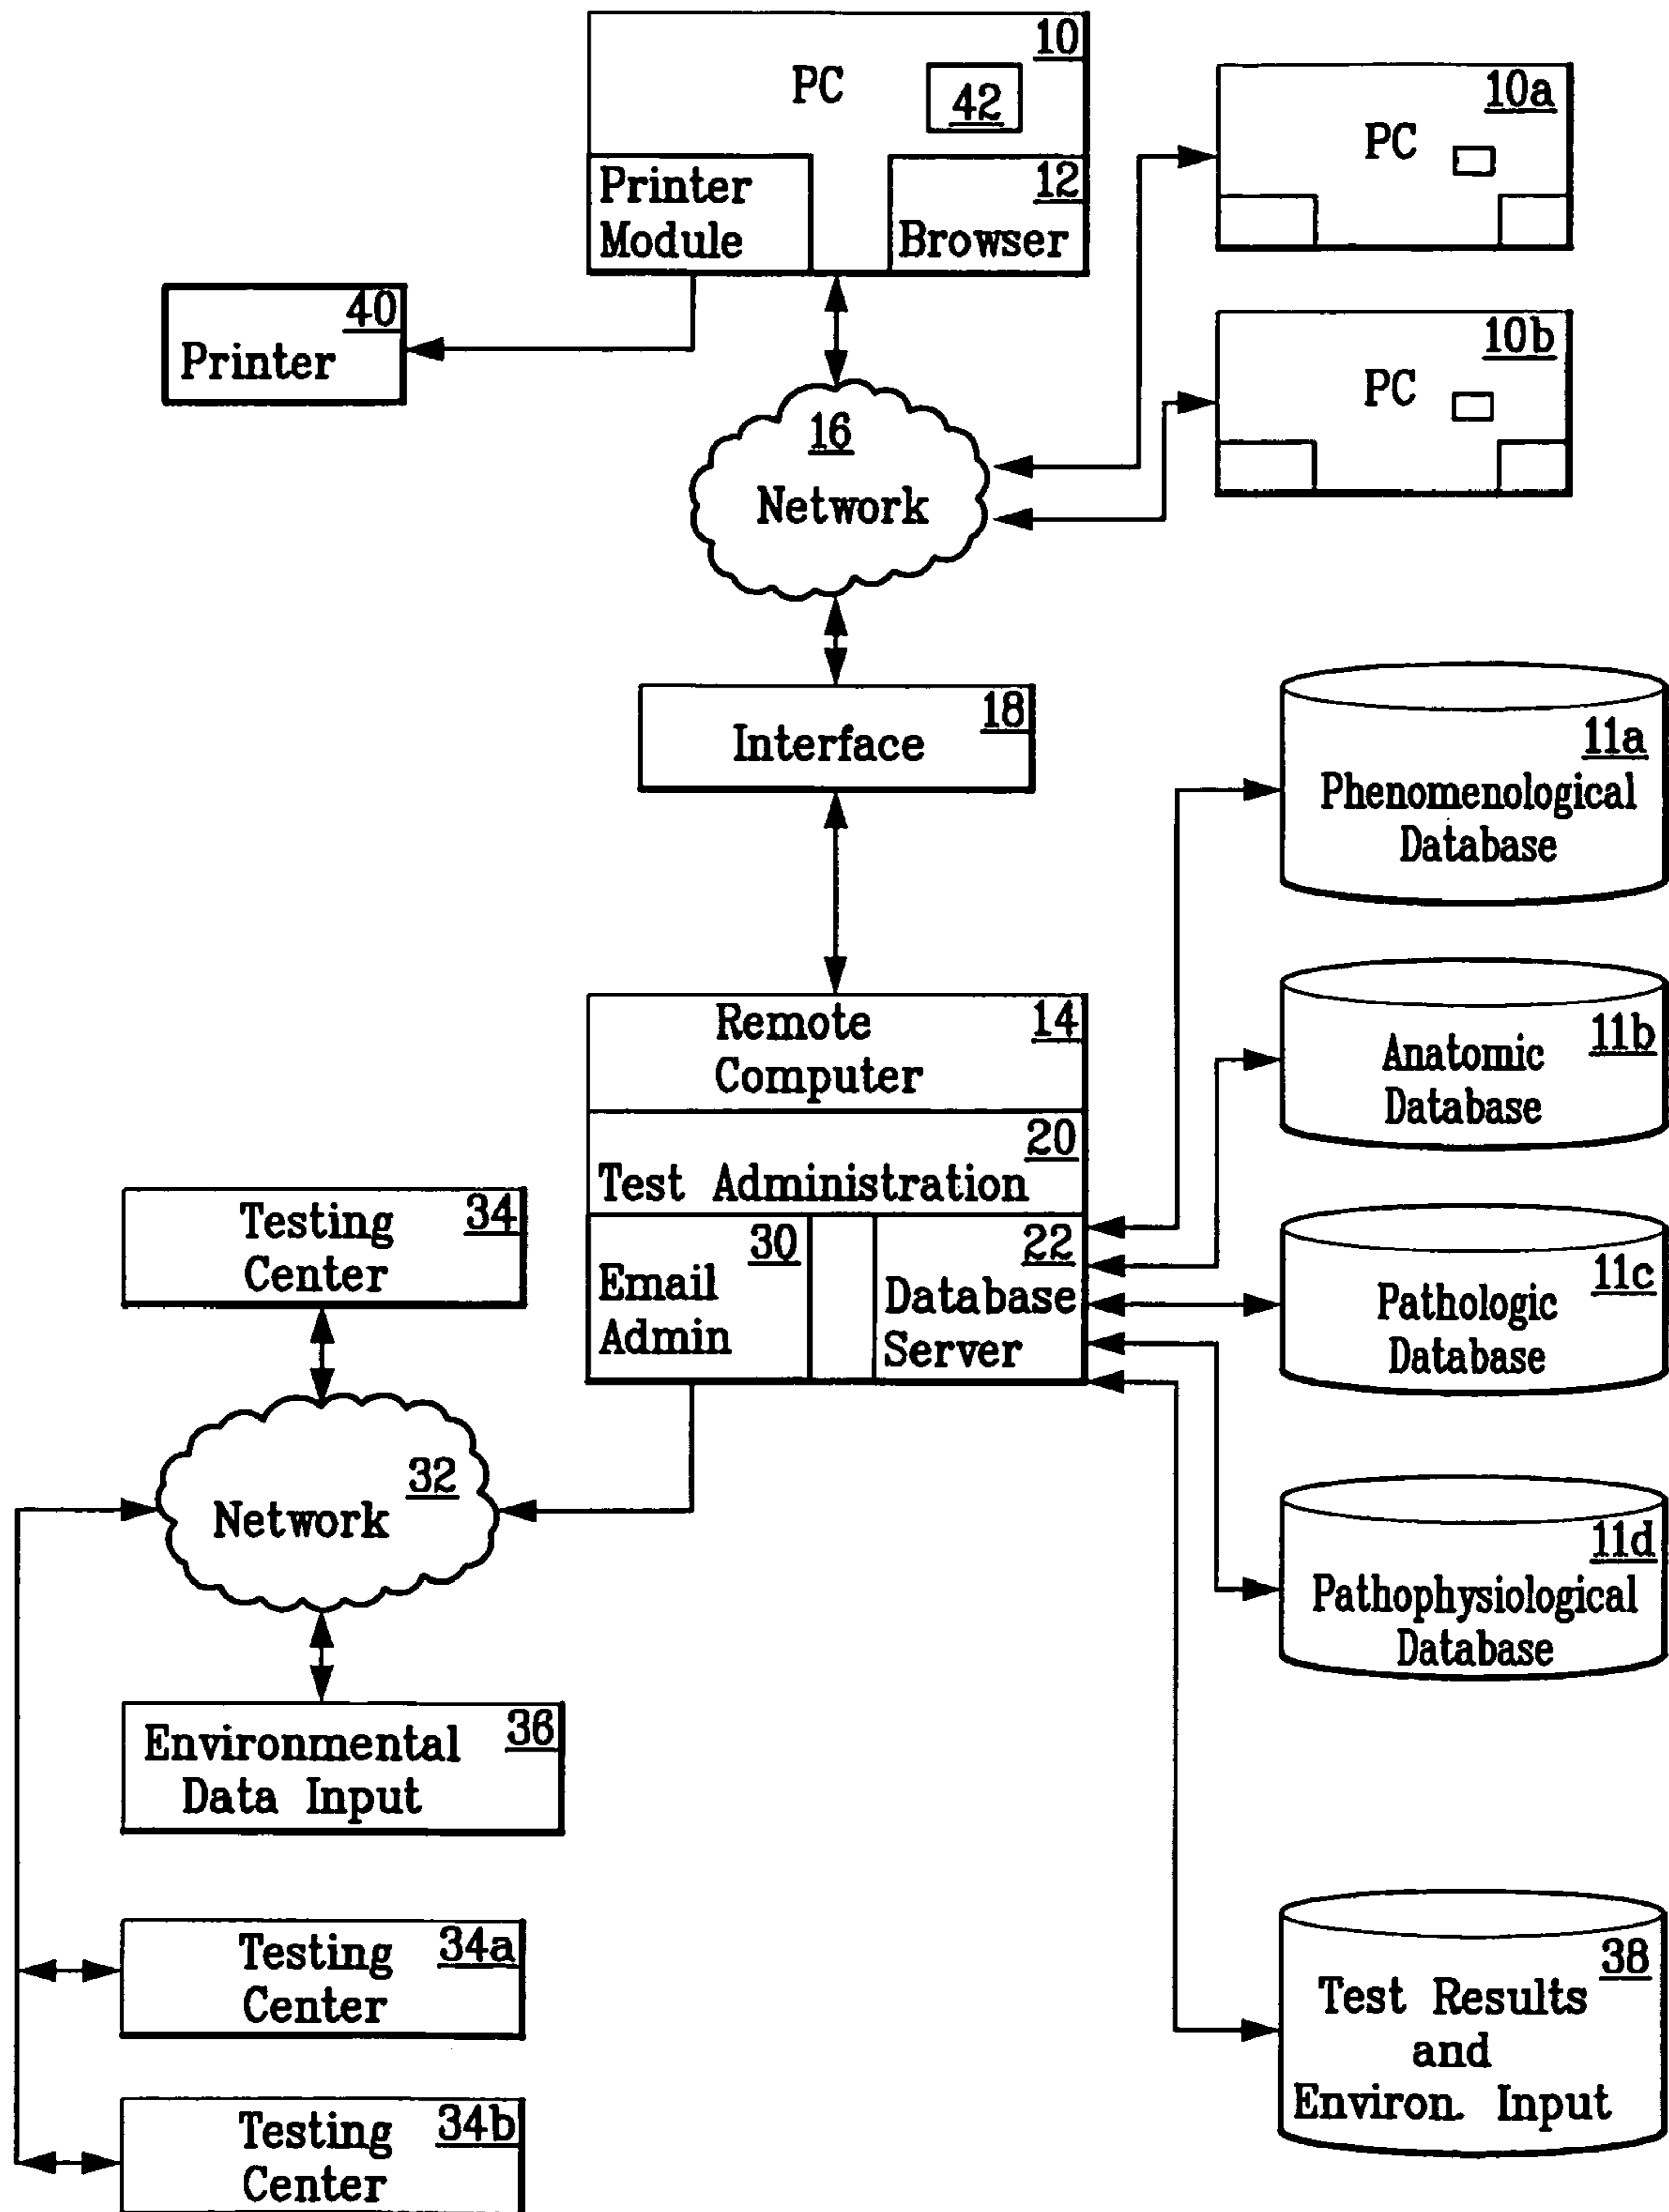 10
PC
42
Printer
Module
12
Browser
10a
PC
10b
PC
40
Printer
16
Network
18
Interface
11a
Phenomenological
Database
14
Remote
Computer
11b
Anatomic
Database
20
Test Administration
34
Testing
Center
30
Email
Admin
22
Database
Server
11c
Pathologic
Database
32
Network
11d
Pathophysiological
Database
36
Environmental
Data Input
34a
Testing
Center
38
Test Results
and
Environ. Input
34b
Testing
Center